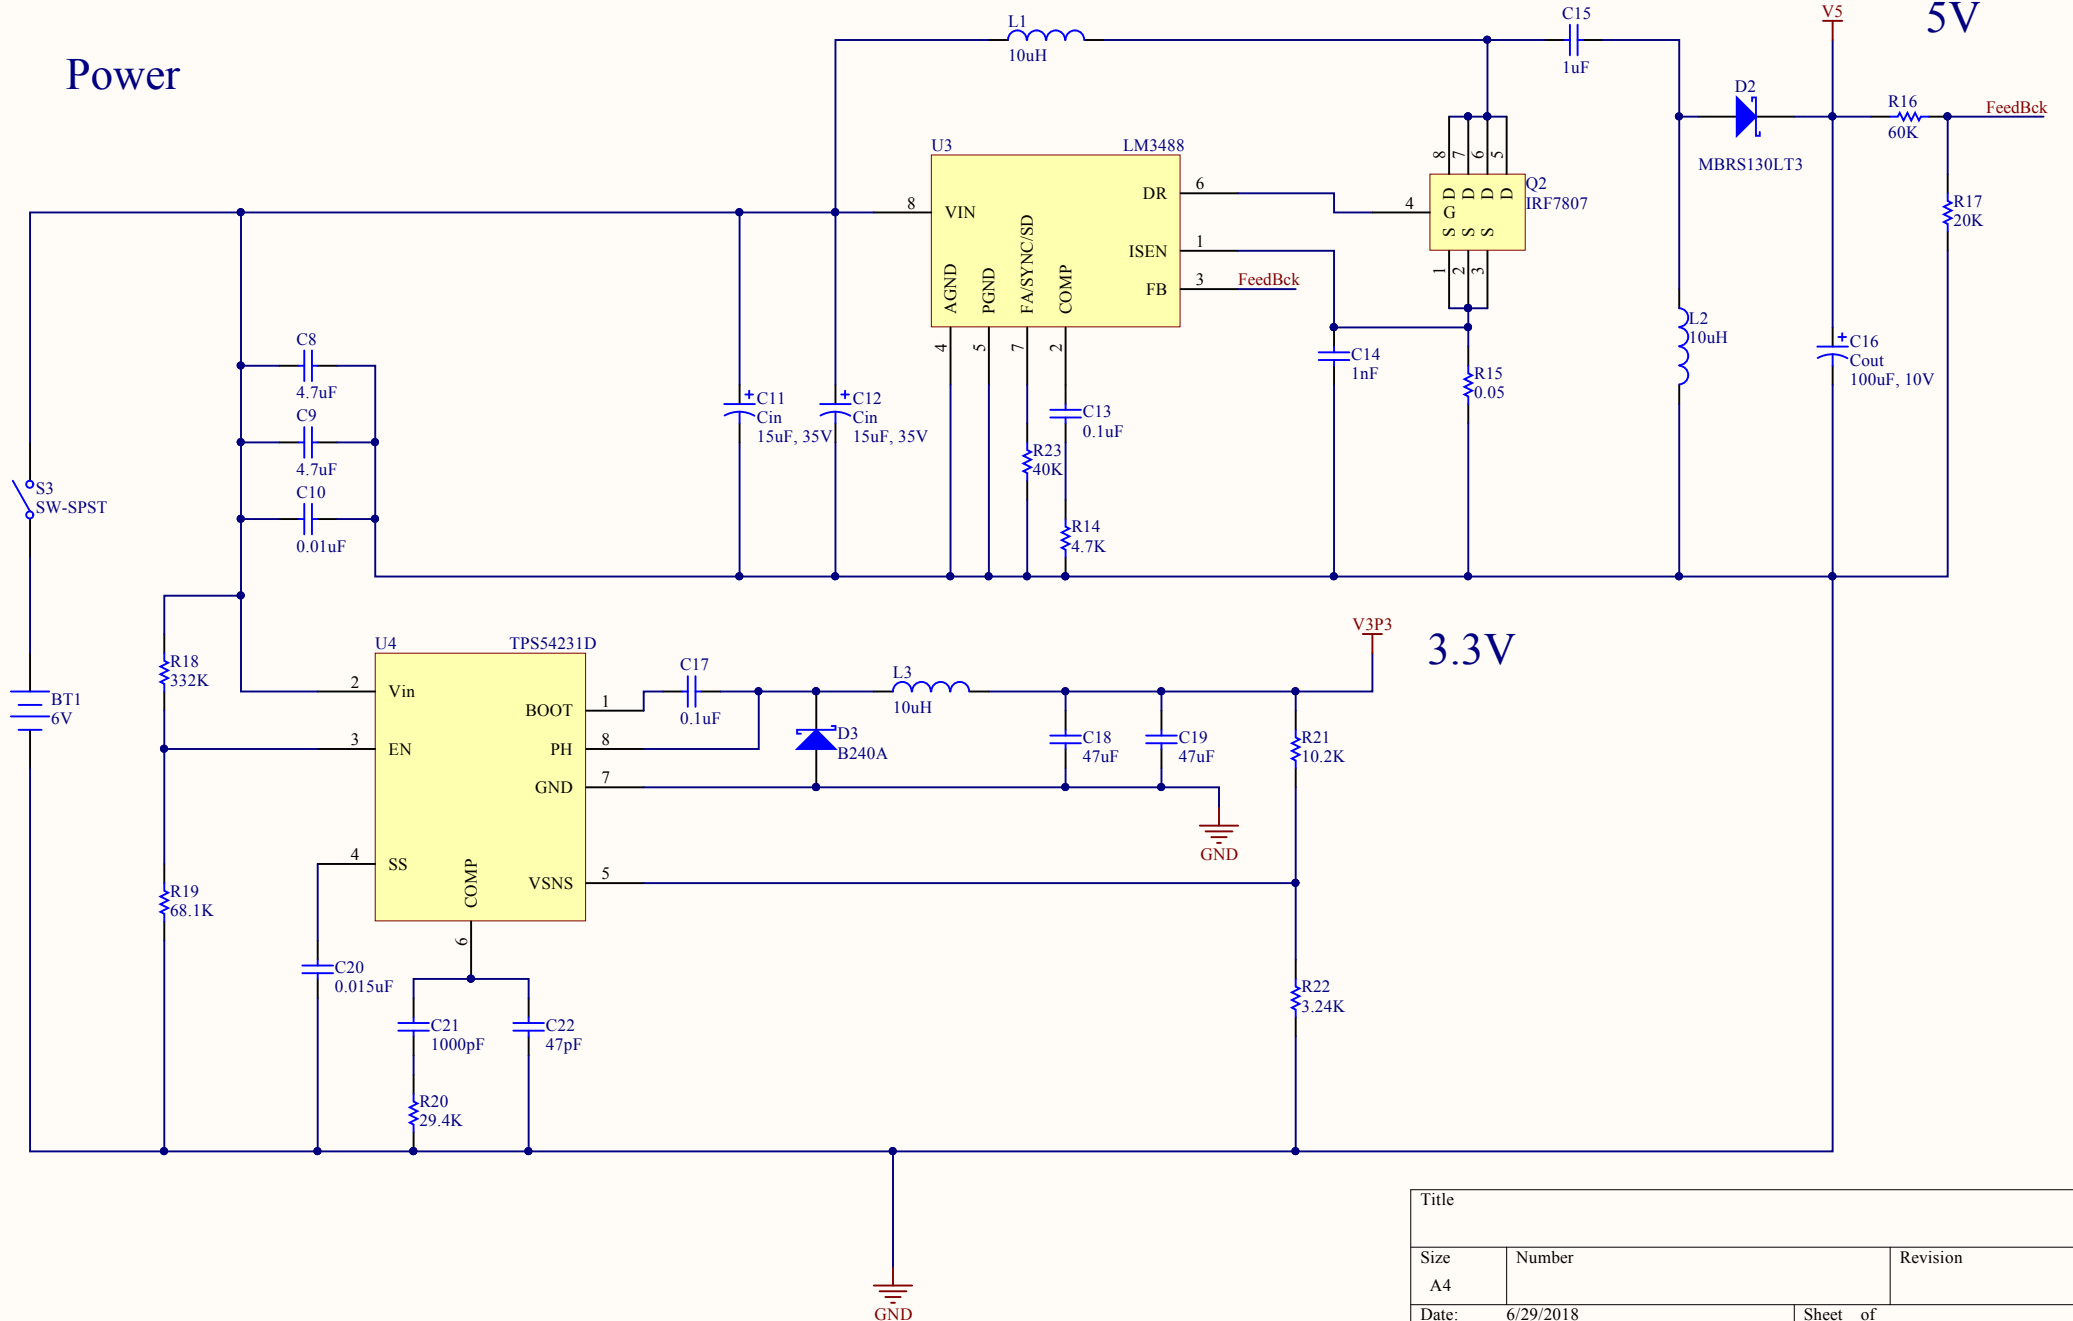 Power
5V
V5
L1
10uH
C15
1uF
D2
MBRS130LT3
R16
60K
FeedBck
R17
20K
U3
LM3488
8
VIN
DR
6
ISEN
1
FB
3
FeedBck
AGND
PGND
FA/SYNC/SD
COMP
4
5
7
2
8
7
6
5
D
D
D
D
G
S
S
S
4
1
2
3
Q2
IRF7807
L2
10uH
C16
Cout
100uF, 10V
C14
1nF
R15
0.05
C8
4.7uF
C9
4.7uF
C10
0.01uF
C11
Cin
15uF, 35V
C12
Cin
15uF, 35V
C13
0.1uF
R23
40K
R14
4.7K
S3
SW-SPST
BT1
6V
R18
332K
R19
68.1K
U4
TPS54231D
2
Vin
3
EN
4
SS
BOOT
1
PH
8
GND
7
VSNS
5
COMP
6
C17
0.1uF
D3
B240A
L3
10uH
V3P3
3.3V
C18
47uF
C19
47uF
R21
10.2K
GND
R22
3.24K
C20
0.015uF
C21
1000pF
C22
47pF
R20
29.4K
GND
Title
Size
Number
Revision
A4
Date:
6/29/2018
Sheet of